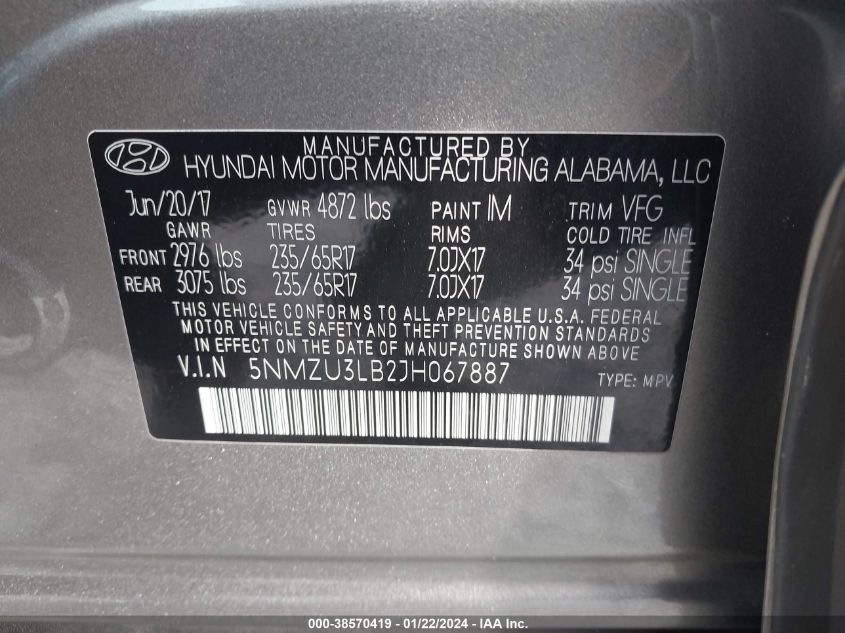 MANUFACTURED BY
HYUNDAI MOTOR MANUFACTURING ALABAMA, LLC
Jun/20/17 GVWR 4872 lbs PAINT IM TRIM VFG
GAWR TIRES RIMS COLD TIRE INFL
FRONT 2976 lbs 235/65R17 7.0JX17 34 psi SINGLE
REAR 3075 lbs 235/65R17 7.0JX17 34 psi SINGLE
THIS VEHICLE CONFORMS TO ALL APPLICABLE U.S.A. FEDERAL
MOTOR VEHICLE SAFETY AND THEFT PREVENTION STANDARDS
IN EFFECT ON THE DATE OF MANUFACTURE SHOWN ABOVE.
V.I.N 5NMZU3LB2JH067887 TYPE: MPV
000-38570419 - 01/22/2024 - IAA Inc.